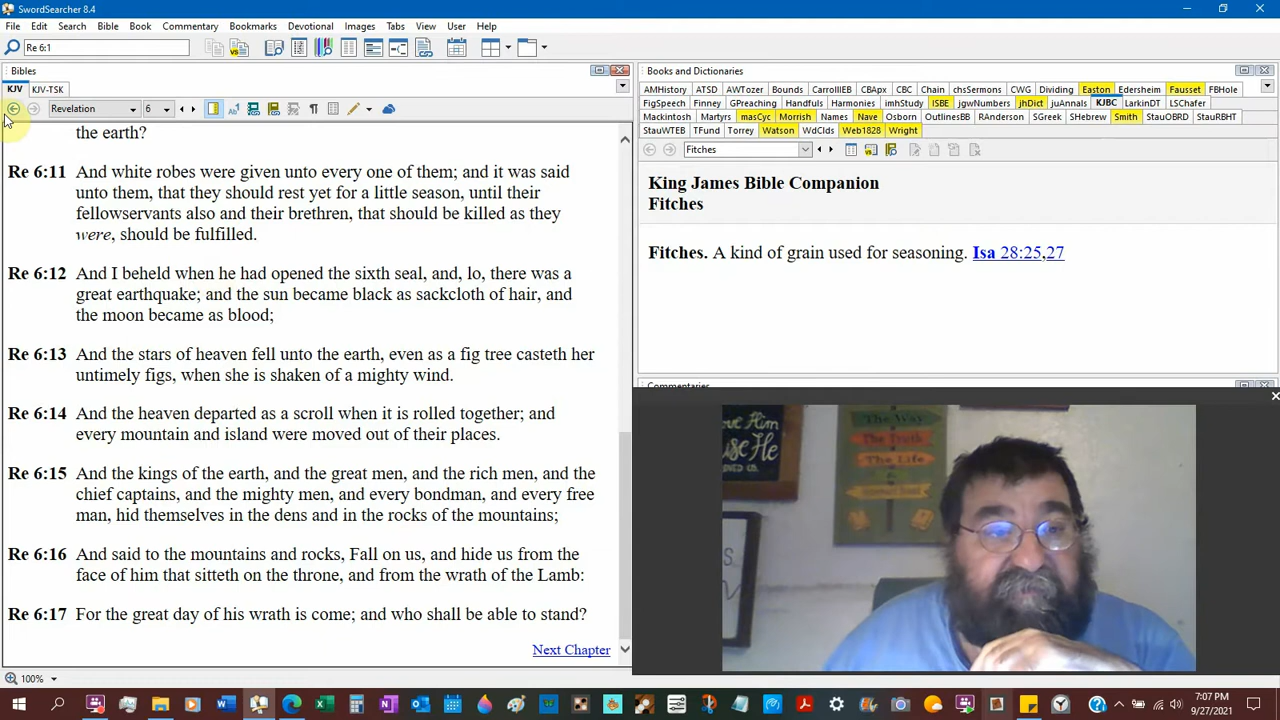 SwordSearcher 8.4
File Edit Search Bible Book Commentary Bookmarks Devotional Images Tabs View User Help
Re 6:1
Bibles
KJV KJV-TSK
Revelation 6
the earth?
Re 6:11 And white robes were given unto every one of them; and it was said
unto them, that they should rest yet for a little season, until their
fellowservants also and their brethren, that should be killed as they
were, should be fulfilled.
Re 6:12 And I beheld when he had opened the sixth seal, and, lo, there was a
great earthquake; and the sun became black as sackcloth of hair, and
the moon became as blood;
Re 6:13 And the stars of heaven fell unto the earth, even as a fig tree casteth her
untimely figs, when she is shaken of a mighty wind.
Re 6:14 And the heaven departed as a scroll when it is rolled together; and
every mountain and island were moved out of their places.
Re 6:15 And the kings of the earth, and the great men, and the rich men, and the
chief captains, and the mighty men, and every bondman, and every free
man, hid themselves in the dens and in the rocks of the mountains;
Re 6:16 And said to the mountains and rocks, Fall on us, and hide us from the
face of him that sitteth on the throne, and from the wrath of the Lamb:
Re 6:17 For the great day of his wrath is come; and who shall be able to stand?
Next Chapter
100%
Books and Dictionaries
AMHistory ATSD AWTozer Bounds CarrollEB CBApx CBC Chain chsSermons CWG Dividing Easton Edersheim Fausset FBHole
FigSpeech Finney GPreaching Handfuls Harmonies imhStudy ISBE jgwNumbers jhDict juAnnals KJBC LarkinDT LSChafer
Mackintosh Martyrs masCyc Morrish Nave Osborn OutlinesBB RAnderson SGreek SHebrew Smith StauOBRD StauRBHT
StauWTEB TFund Torrey Watson WdClds Web1828 Wright
Fitches
King James Bible Companion
Fitches
Fitches. A kind of grain used for seasoning. Isa 28:25,27
Commentaries
The Way
The Truth
The Life
7:07 PM
9/27/2021